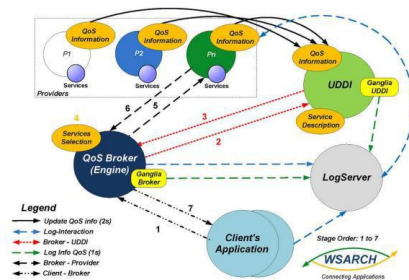 QoS Information
QoS Information
QoS Information
P1
P2
Pn
Services
Services
Services
Providers
QoS Information
UDDI
Ganglia UDDI
Service Description
6
5
3
2
4
Services Selection
QoS Broker (Engine)
Ganglia Broker
LogServer
7
1
Client's Application
Legend
Update QoS info (2s)
Log-Interaction
Broker - UDDI
Log Info QoS (1s)
Broker - Provider
Client - Broker
Stage Order: 1 to 7
WSARCH
Connecting Applications